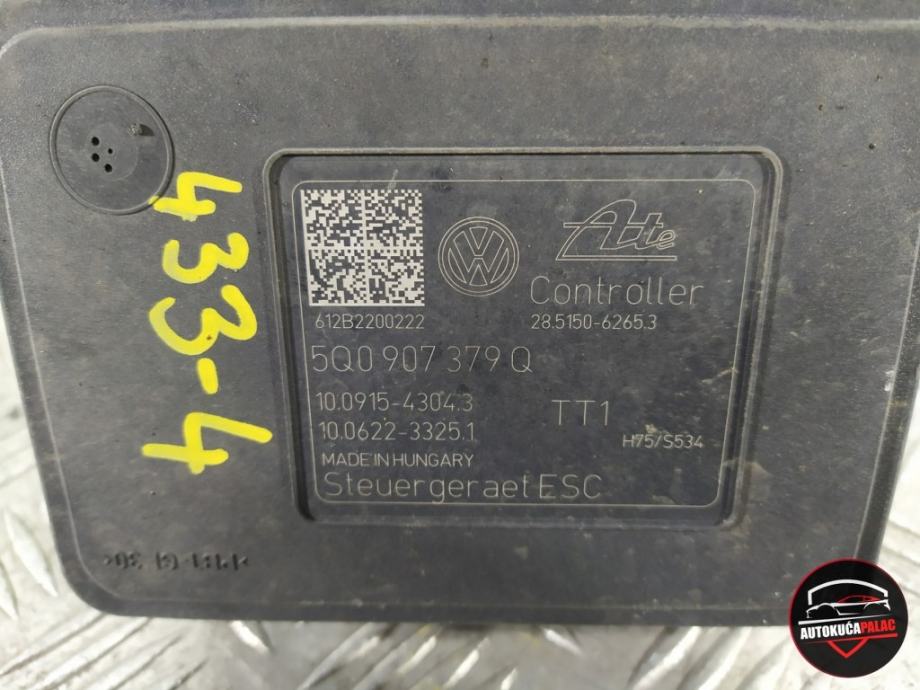 433-4
Ate
Controller
612B2200222
28.5150-6265.3
5Q0 907 379 Q
10.0915-4304.3
TT1
10.0622-3325.1
H75/S534
MADE IN HUNGARY
Steuergeraet ESC
AUTOKUĆA PALAC